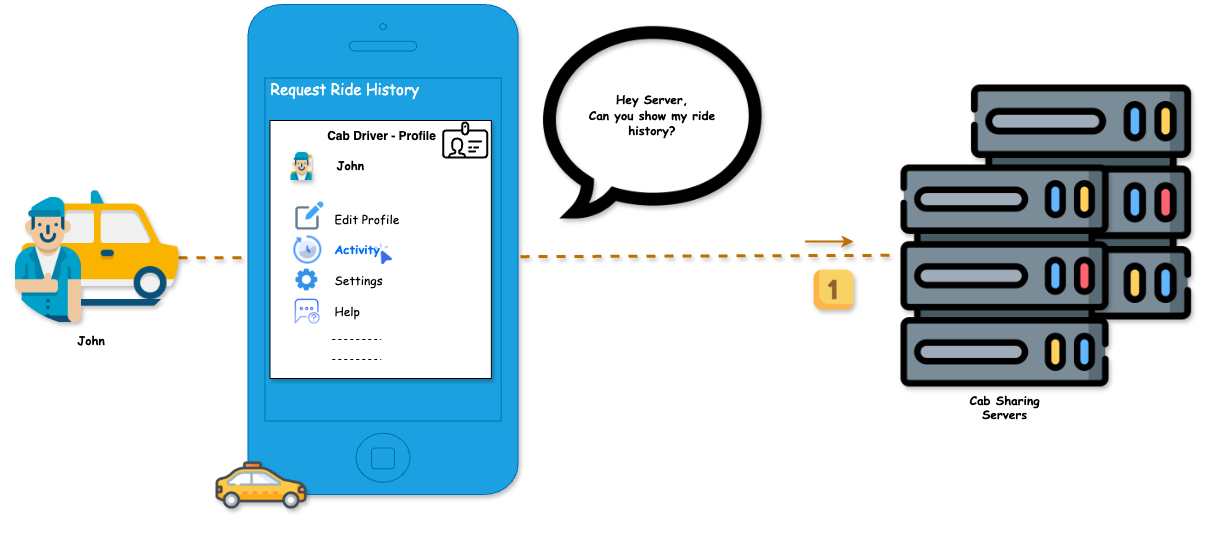 Request Ride History
Cab Driver - Profile
John
Edit Profile
Activity
Settings
Help
Hey Server,
Can you show my ride
history?
1
John
Cab Sharing
Servers